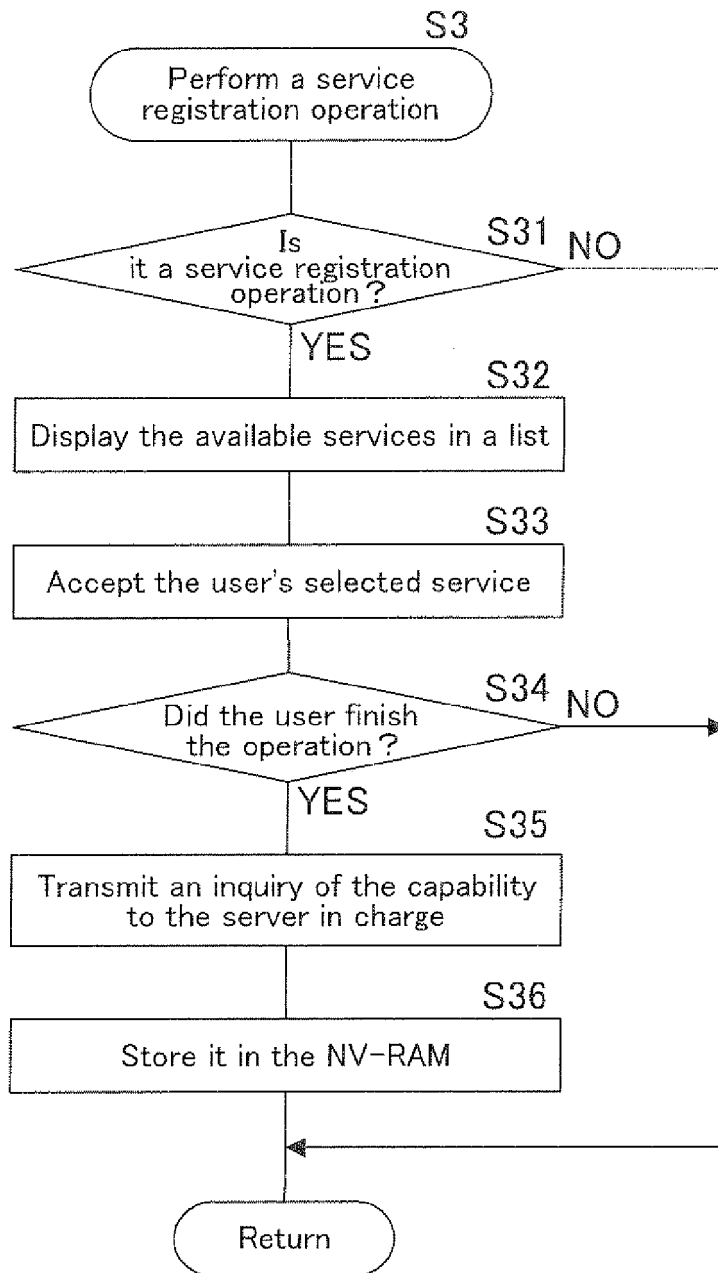 S3
Perform a service
registration operation
S31
Is
it a service registration
operation?
NO
YES
S32
Display the available services in a list
S33
Accept the user's selected service
S34
Did the user finish
the operation?
NO
YES
S35
Transmit an inquiry of the capability
to the server in charge
S36
Store it in the NV-RAM
Return